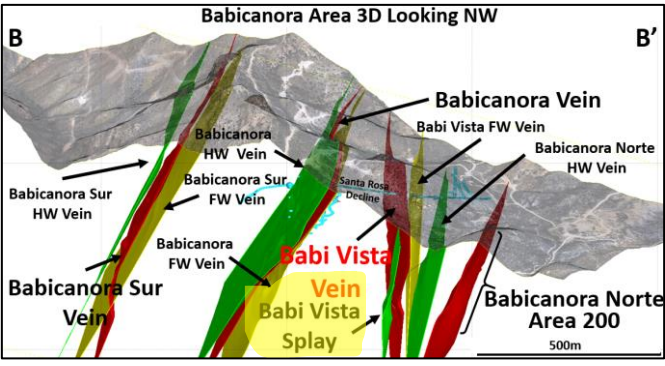 Babicanora Area 3D Looking NW
B
B'
Babicanora Vein
Babi Vista FW Vein
Babicanora Norte
HW Vein
Babicanora
HW Vein
Babicanora Sur
HW Vein
Babicanora Sur
FW Vein
Santa Rosa
Decline
Babicanora
FW Vein
Babi Vista
Vein
Babicanora Sur
Vein
Babi Vista
Splay
Babicanora Norte
Area 200
500m